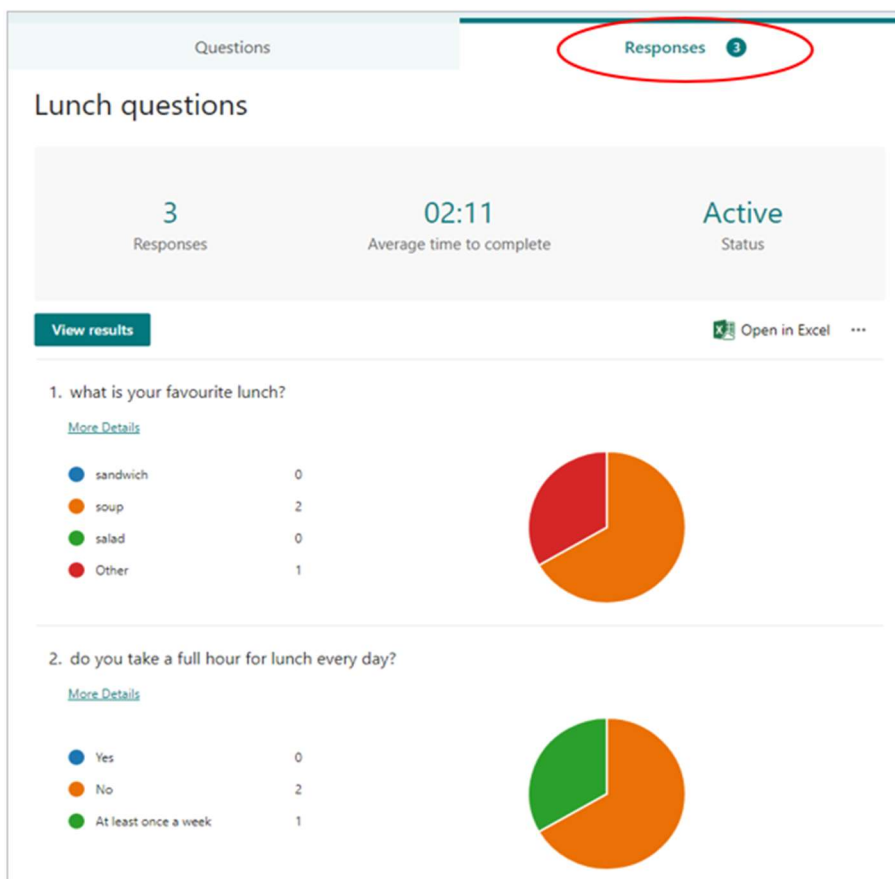 Questions
Responses 3
Lunch questions
3 02:11 Active
Responses Average time to complete Status
View results Open in Excel ...
1. what is your favourite lunch?
More Details
sandwich 0
soup 2
salad 0
Other 1
2. do you take a full hour for lunch every day?
More Details
Yes 0
No 2
At least once a week 1